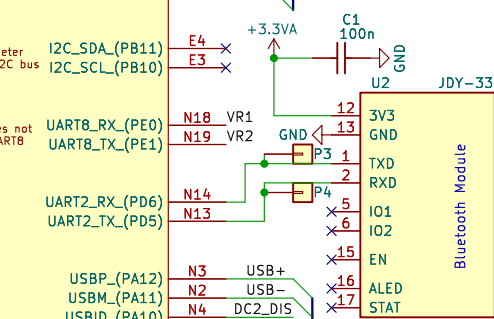 +3.3VA
C1
100n
GND
I2C_SDA_(PB11)
E4
eter
2C bus
I2C_SCL_(PB10)
E3
U2
JDY-33
12
3V3
UART8_RX_(PE0)
N18
VR1
es not
ART8
UART8_TX_(PE1)
N19
VR2
GND
13
GND
P3
1
TXD
2
RXD
P4
UART2_RX_(PD6)
N14
UART2_TX_(PD5)
N13
5
IO1
6
IO2
15
EN
Bluetooth Module
USBP_(PA12)
N3
USB+
USBM_(PA11)
N2
USB-
16
ALED
USBID_(PA10)
N4
DC2_DIS
17
STAT